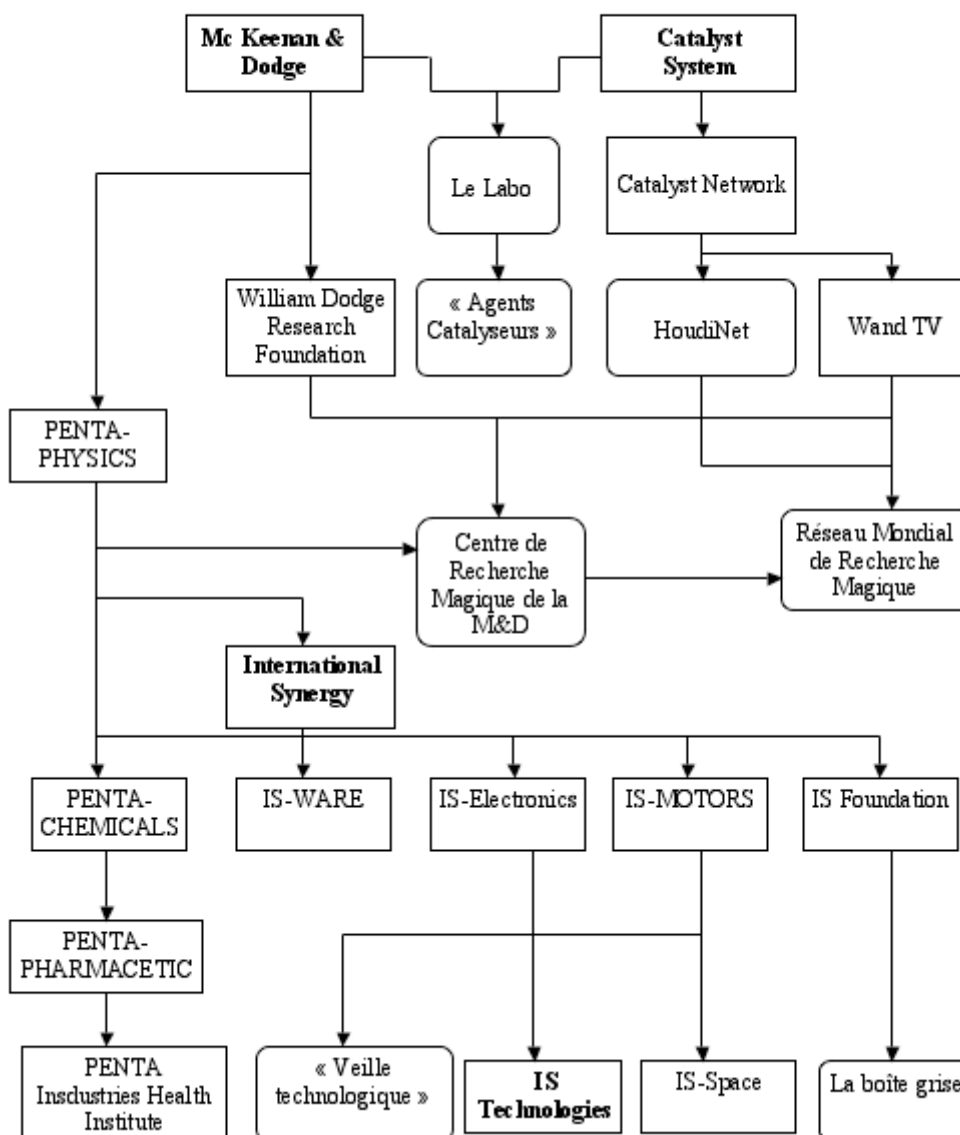 Mc Keenan &
Dodge
Catalyst
System
Le Labo
Catalyst Network
William Dodge
Research
Foundation
« Agents
Catalyseurs »
HoudiNet
Wand TV
PENTA-
PHYSICS
Centre de
Recherche
Magique de la
M&D
Réseau Mondial
de Recherche
Magique
International
Synergy
PENTA-
CHEMICALS
IS-WARE
IS-Electronics
IS-MOTORS
IS Foundation
PENTA-
PHARMACETIC
PENTA
Insdustries Health
Institute
« Veille
technologique »
IS
Technologies
IS-Space
La boîte grise